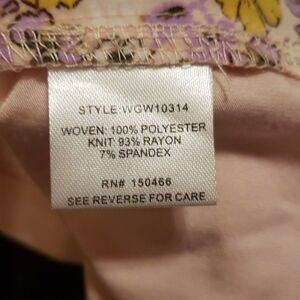 STYLE:WGW10314
WOVEN: 100% POLYESTER
KNIT: 93% RAYON
7% SPANDEX
RN# 150466
SEE REVERSE FOR CARE